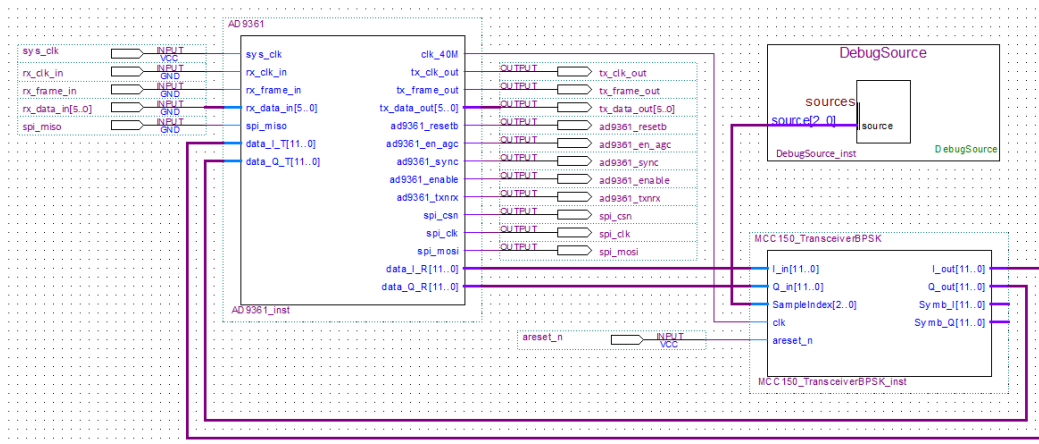 AD9361
sys_clk
INPUT
VCC
rx_clk_in
INPUT
GND
rx_frame_in
INPUT
GND
rx_data_in[5..0]
INPUT
GND
spi_miso
INPUT
GND
sys_clk
rx_clk_in
rx_frame_in
rx_data_in[5..0]
spi_miso
data_I_T[11..0]
data_Q_T[11..0]
clk_40M
tx_clk_out
tx_frame_out
tx_data_out[5..0]
ad9361_resetb
ad9361_en_agc
ad9361_sync
ad9361_enable
ad9361_txnrx
spi_csn
spi_clk
spi_mosi
data_I_R[11..0]
data_Q_R[11..0]
AD9361_inst
OUTPUT
tx_clk_out
OUTPUT
tx_frame_out
OUTPUT
tx_data_out[5..0]
OUTPUT
ad9361_resetb
OUTPUT
ad9361_en_agc
OUTPUT
ad9361_sync
OUTPUT
ad9361_enable
OUTPUT
ad9361_txnrx
OUTPUT
spi_csn
OUTPUT
spi_clk
OUTPUT
spi_mosi
DebugSource
sources
source[2..0]
source
DebugSource_inst
DebugSource
MCC150_TransceiverBPSK
I_in[11..0]
Q_in[11..0]
SampleIndex[2..0]
clk
areset_n
I_out[11..0]
Q_out[11..0]
Symb_I[11..0]
Symb_Q[11..0]
MCC150_TransceiverBPSK_inst
areset_n
INPUT
VCC